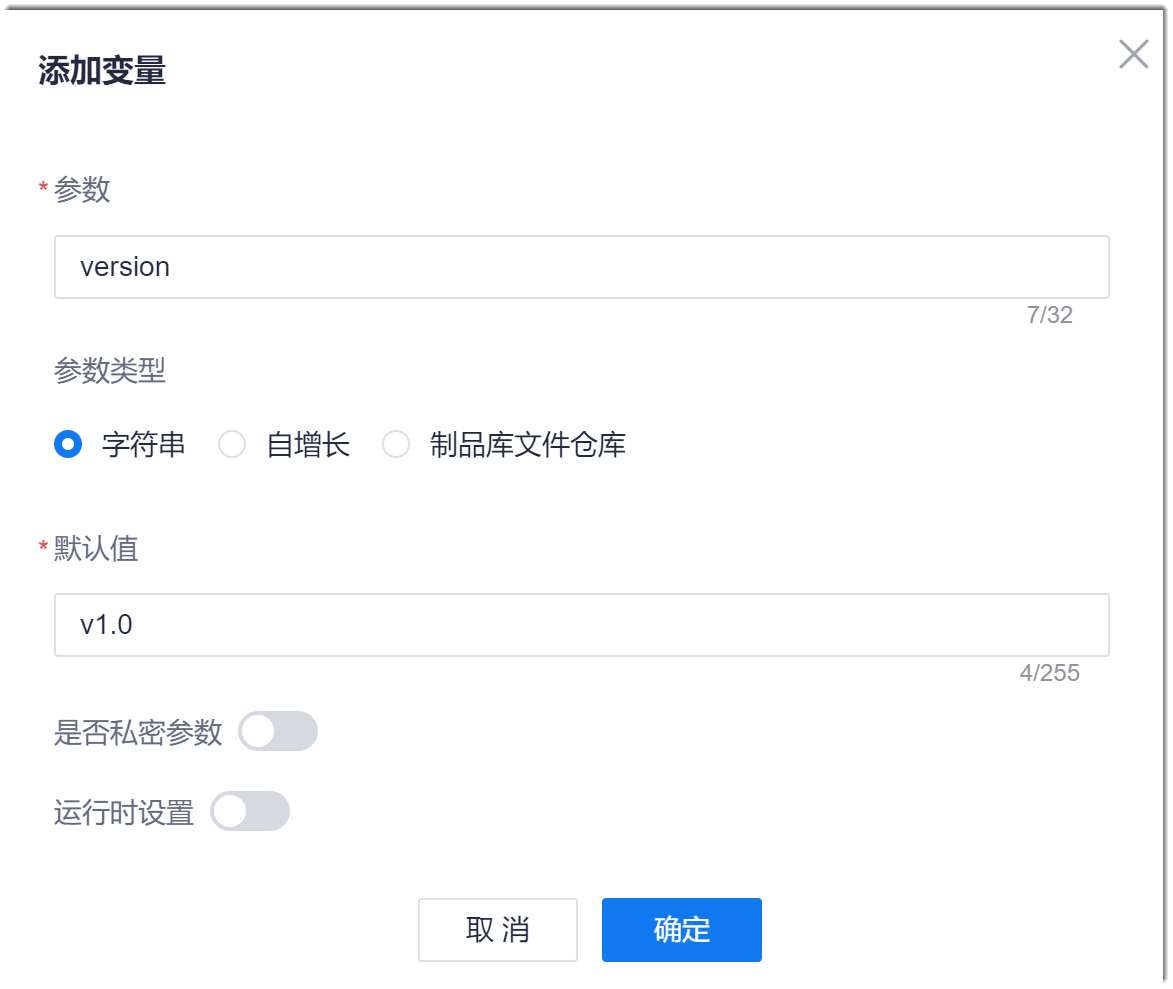 添加变量
* 参数
version
7/32
参数类型
字符串 自增长 制品库文件仓库
* 默认值
v1.0
4/255
是否私密参数
运行时设置
取 消 确定